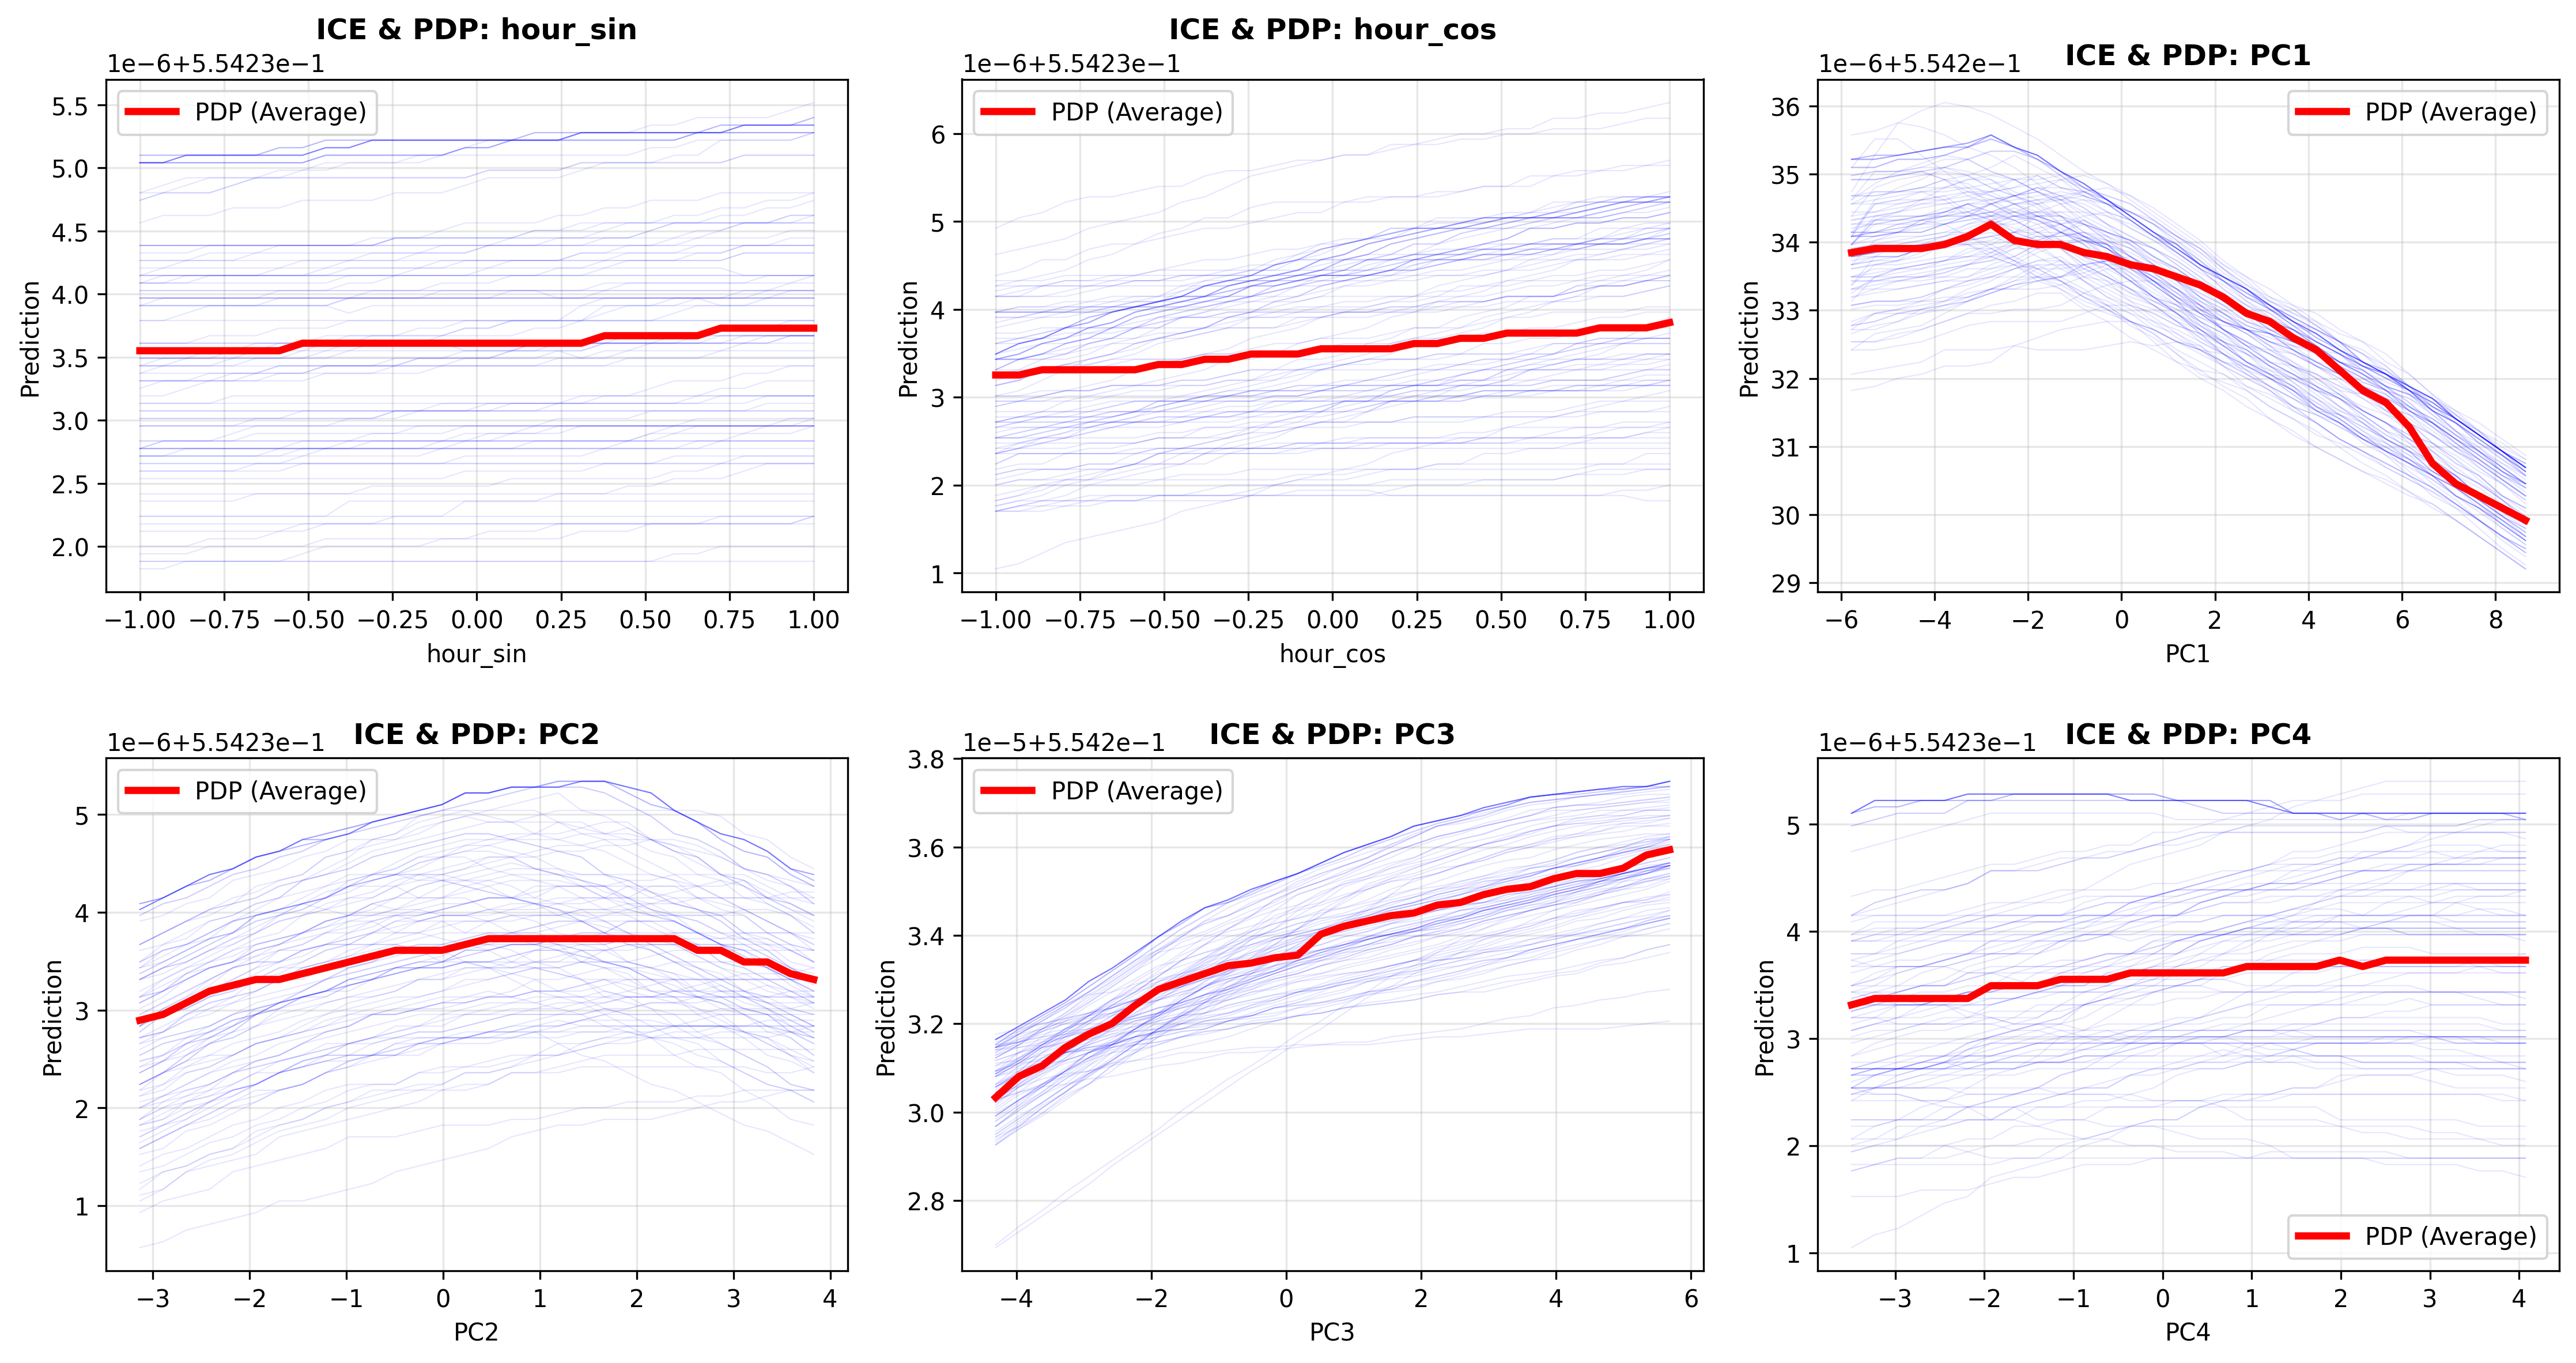 ICE & PDP: hour_sin
1e−6+5.5423e−1
PDP (Average)
Prediction
5.5
5.0
4.5
4.0
3.5
3.0
2.5
2.0
−1.00 −0.75 −0.50 −0.25 0.00 0.25 0.50 0.75 1.00
hour_sin
ICE & PDP: hour_cos
1e−6+5.5423e−1
PDP (Average)
Prediction
6
5
4
3
2
1
−1.00 −0.75 −0.50 −0.25 0.00 0.25 0.50 0.75 1.00
hour_cos
ICE & PDP: PC1
1e−6+5.542e−1
PDP (Average)
Prediction
36
35
34
33
32
31
30
29
−6 −4 −2 0 2 4 6 8
PC1
ICE & PDP: PC2
1e−6+5.5423e−1
PDP (Average)
Prediction
5
4
3
2
1
−3 −2 −1 0 1 2 3 4
PC2
ICE & PDP: PC3
1e−5+5.542e−1
PDP (Average)
Prediction
3.8
3.6
3.4
3.2
3.0
2.8
−4 −2 0 2 4 6
PC3
ICE & PDP: PC4
1e−6+5.5423e−1
Prediction
5
4
3
2
1
PDP (Average)
−3 −2 −1 0 1 2 3 4
PC4